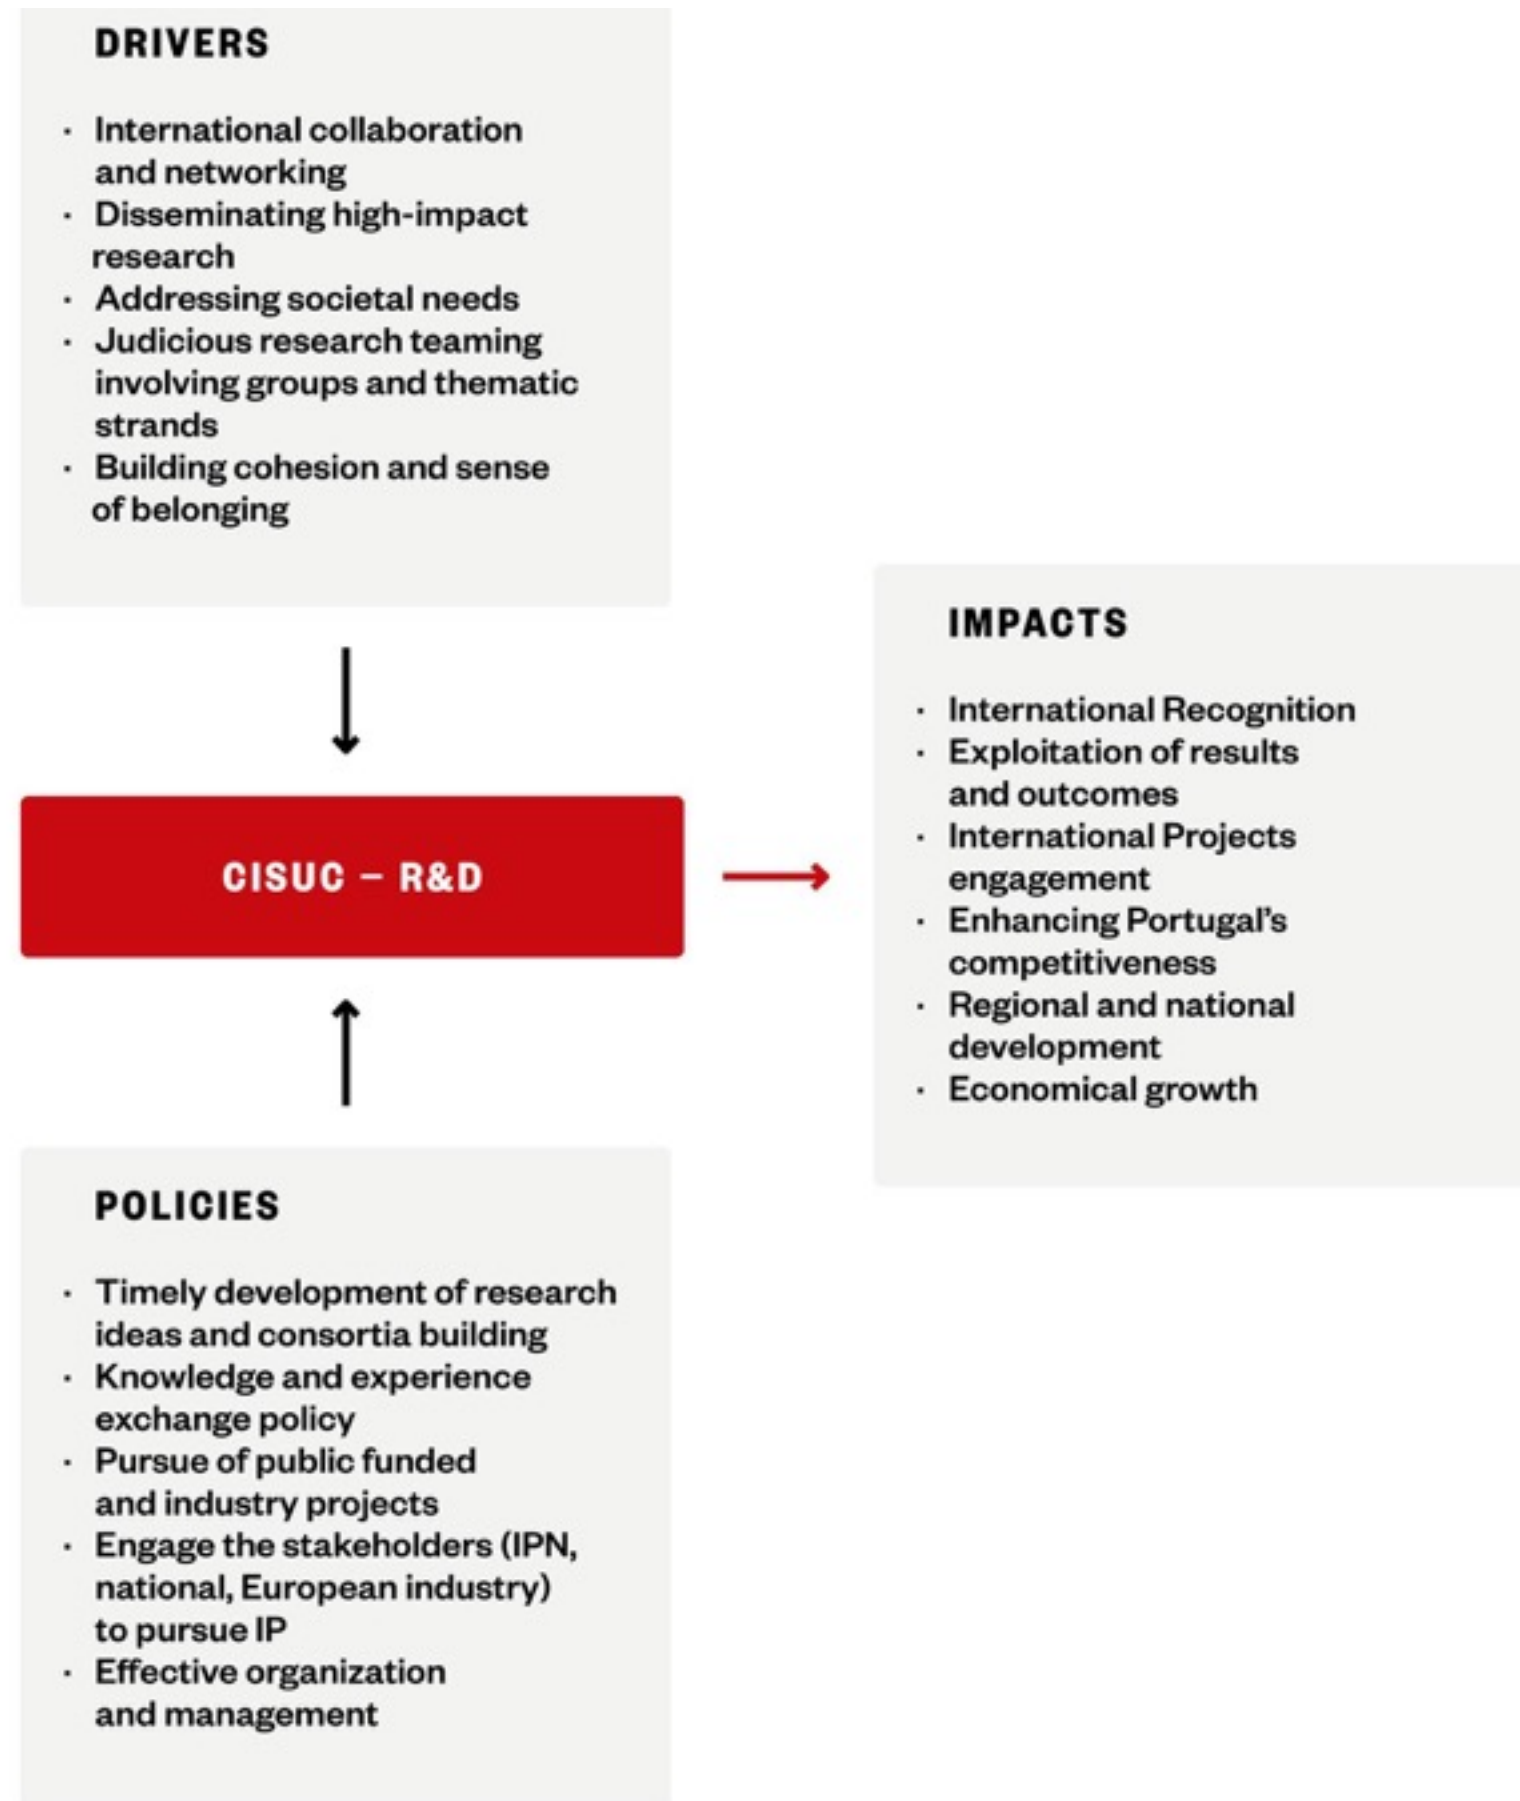 DRIVERS
· International collaboration
and networking
· Disseminating high-impact
research
· Addressing societal needs
· Judicious research teaming
involving groups and thematic
strands
· Building cohesion and sense
of belonging
CISUC – R&D
IMPACTS
· International Recognition
· Exploitation of results
and outcomes
· International Projects
engagement
· Enhancing Portugal’s
competitiveness
· Regional and national
development
· Economical growth
POLICIES
· Timely development of research
ideas and consortia building
· Knowledge and experience
exchange policy
· Pursue of public funded
and industry projects
· Engage the stakeholders (IPN,
national, European industry)
to pursue IP
· Effective organization
and management